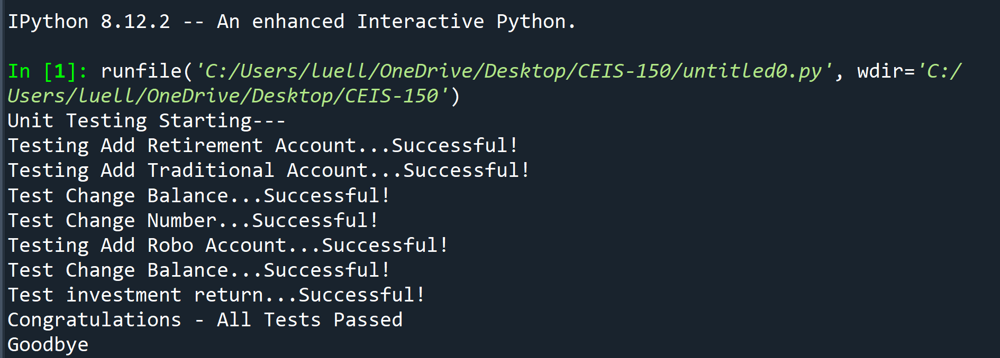 IPython 8.12.2 -- An enhanced Interactive Python.
In [1]: runfile('C:/Users/luell/OneDrive/Desktop/CEIS-150/untitled0.py', wdir='C:/
Users/luell/OneDrive/Desktop/CEIS-150')
Unit Testing Starting---
Testing Add Retirement Account...Successful!
Testing Add Traditional Account...Successful!
Test Change Balance...Successful!
Test Change Number...Successful!
Testing Add Robo Account...Successful!
Test Change Balance...Successful!
Test investment return...Successful!
Congratulations - All Tests Passed
Goodbye